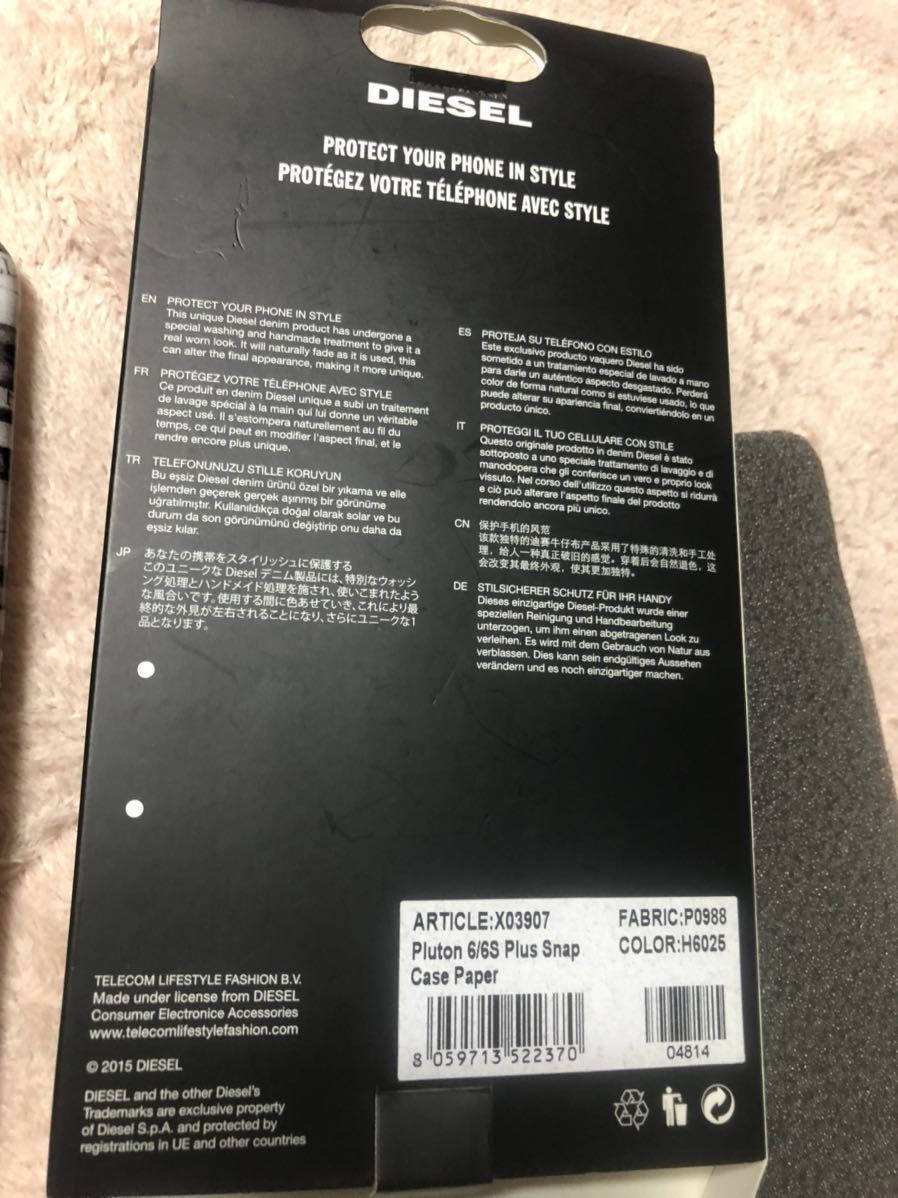 DIESEL
PROTECT YOUR PHONE IN STYLE
PROTÉGEZ VOTRE TÉLÉPHONE AVEC STYLE
EN PROTECT YOUR PHONE IN STYLE
This unique Diesel denim product has undergone a
special washing and handmade treatment to give it a
real worn look. It will naturally fade as it is used, this
can alter the final appearance, making it more unique.
FR PROTÉGEZ VOTRE TÉLÉPHONE AVEC STYLE
Ce produit en denim Diesel unique a subi un traitement
de lavage spécial à la main qui lui donne un véritable
aspect usé. Il s'estompera naturellement au fil du
temps, ce qui peut en modifier l'aspect final, et le
rendre encore plus unique.
TR TELEFONUNUZU STILLE KORUYUN
Bu eşsiz Diesel denim ürünü özel bir yıkama ve elle
işlemden geçerek gerçek aşınmış bir görünüme
uğratılmıştır. Kullanıldıkça doğal olarak solar ve bu
durum da son görünümünü değiştirip onu daha da
eşsiz kılar.
JP あなたの携帯をスタイリッシュに保護する
このユニークな Diesel デニム製品には、特別なウォッシ
ング処理とハンドメイド処理を施され、使いこまれたよう
な風合いです。使用する間に色あせていき、これにより最
終的な外見が左右されることになり、さらにユニークな1
品となります。
ES PROTEJA SU TELÉFONO CON ESTILO
Este exclusivo producto vaquero Diesel ha sido
sometido a un tratamiento especial de lavado a mano
para darle un auténtico aspecto desgastado. Perderá
color de forma natural como si estuviese usado, lo que
puede alterar su apariencia final, convirtiéndolo en un
producto único.
IT PROTEGGI IL TUO CELLULARE CON STILE
Questo originale prodotto in denim Diesel è stato
sottoposto a uno speciale trattamento di lavaggio e di
manodopera che gli conferisce un vero e proprio look
vissuto. Nel corso dell'utilizzo questo aspetto si ridurrà
e ciò può alterare l'aspetto finale del prodotto
rendendolo ancora più unico.
CN 保护手机的风范
该款独特的迪赛牛仔布产品采用了特殊的清洗和手工处
理，给人一种真正破旧的感觉。穿着后会自然退色，这
会改变其最终外观，使其更加独特。
DE STILSICHERER SCHUTZ FÜR IHR HANDY
Dieses einzigartige Diesel-Produkt wurde einer
speziellen Reinigung und Handbearbeitung
unterzogen, um ihm einen abgetragenen Look zu
verleihen. Es wird mit dem Gebrauch von Natur aus
verblassen. Dies kann sein endgültiges Aussehen
verändern und es noch einzigartiger machen.
ARTICLE:X03907 FABRIC:P0988
Pluton 6/6S Plus Snap COLOR:H6025
Case Paper
8 059713 522370
04814
TELECOM LIFESTYLE FASHION B.V.
Made under license from DIESEL
Consumer Electronice Accessories
www.telecomlifestylefashion.com
© 2015 DIESEL
DIESEL and the other Diesel's
Trademarks are exclusive property
of Diesel S.p.A. and protected by
registrations in UE and other countries